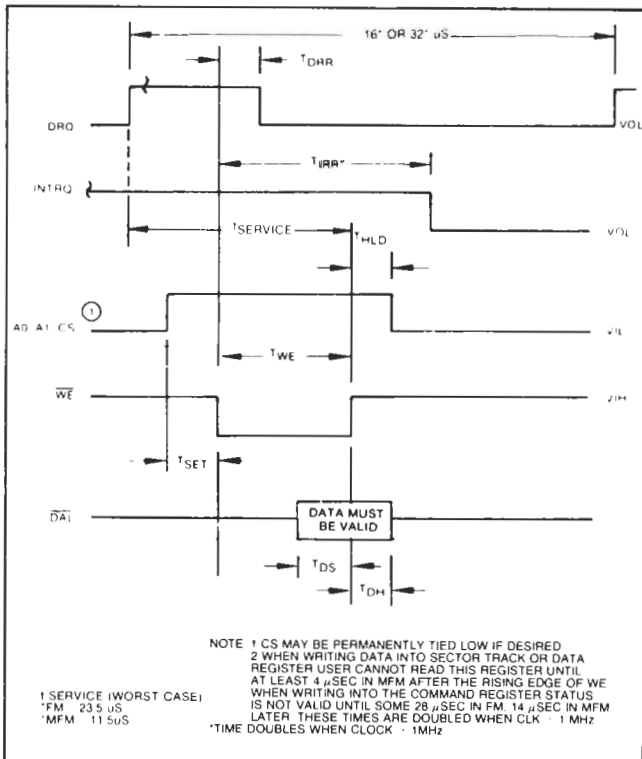 16* OR 32* uS
TDRR
DRQ
VOL
TIRR*
INTRQ
VOL
TSERVICE
THLD
1
A0 A1 CS
VIL
TWE
WE
VIH
TSET
DAL
DATA MUST
BE VALID
TDS
TDH
NOTE 1 CS MAY BE PERMANENTLY TIED LOW IF DESIRED
2 WHEN WRITING DATA INTO SECTOR TRACK OR DATA
REGISTER USER CANNOT READ THIS REGISTER UNTIL
AT LEAST 4 µSEC IN MFM AFTER THE RISING EDGE OF WE
WHEN WRITING INTO THE COMMAND REGISTER STATUS
IS NOT VALID UNTIL SOME 28 µSEC IN FM, 14 µSEC IN MFM
LATER THESE TIMES ARE DOUBLED WHEN CLK 1 MHz
*TIME DOUBLES WHEN CLOCK 1MHz
SERVICE (WORST CASE)
*FM 23 5 uS
*MFM 11.5uS